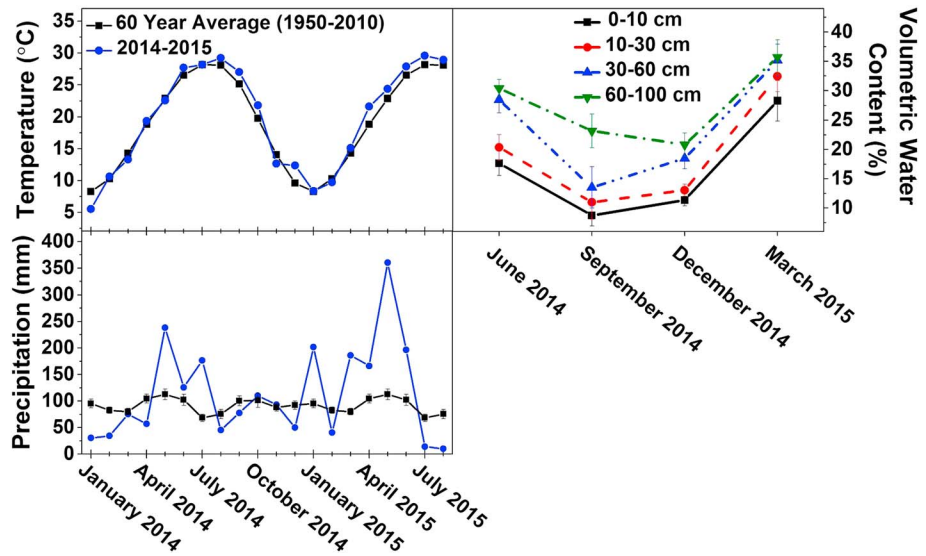 Temperature (°C)
35
30
25
20
15
10
5
60 Year Average (1950-2010)
2014-2015
Precipitation (mm)
400
350
300
250
200
150
100
50
0
January 2014
April 2014
July 2014
October 2014
January 2015
April 2015
July 2015
0-10 cm
10-30 cm
30-60 cm
60-100 cm
40
35
30
25
20
15
10
Volumetric Water
Content (%)
June 2014
September 2014
December 2014
March 2015